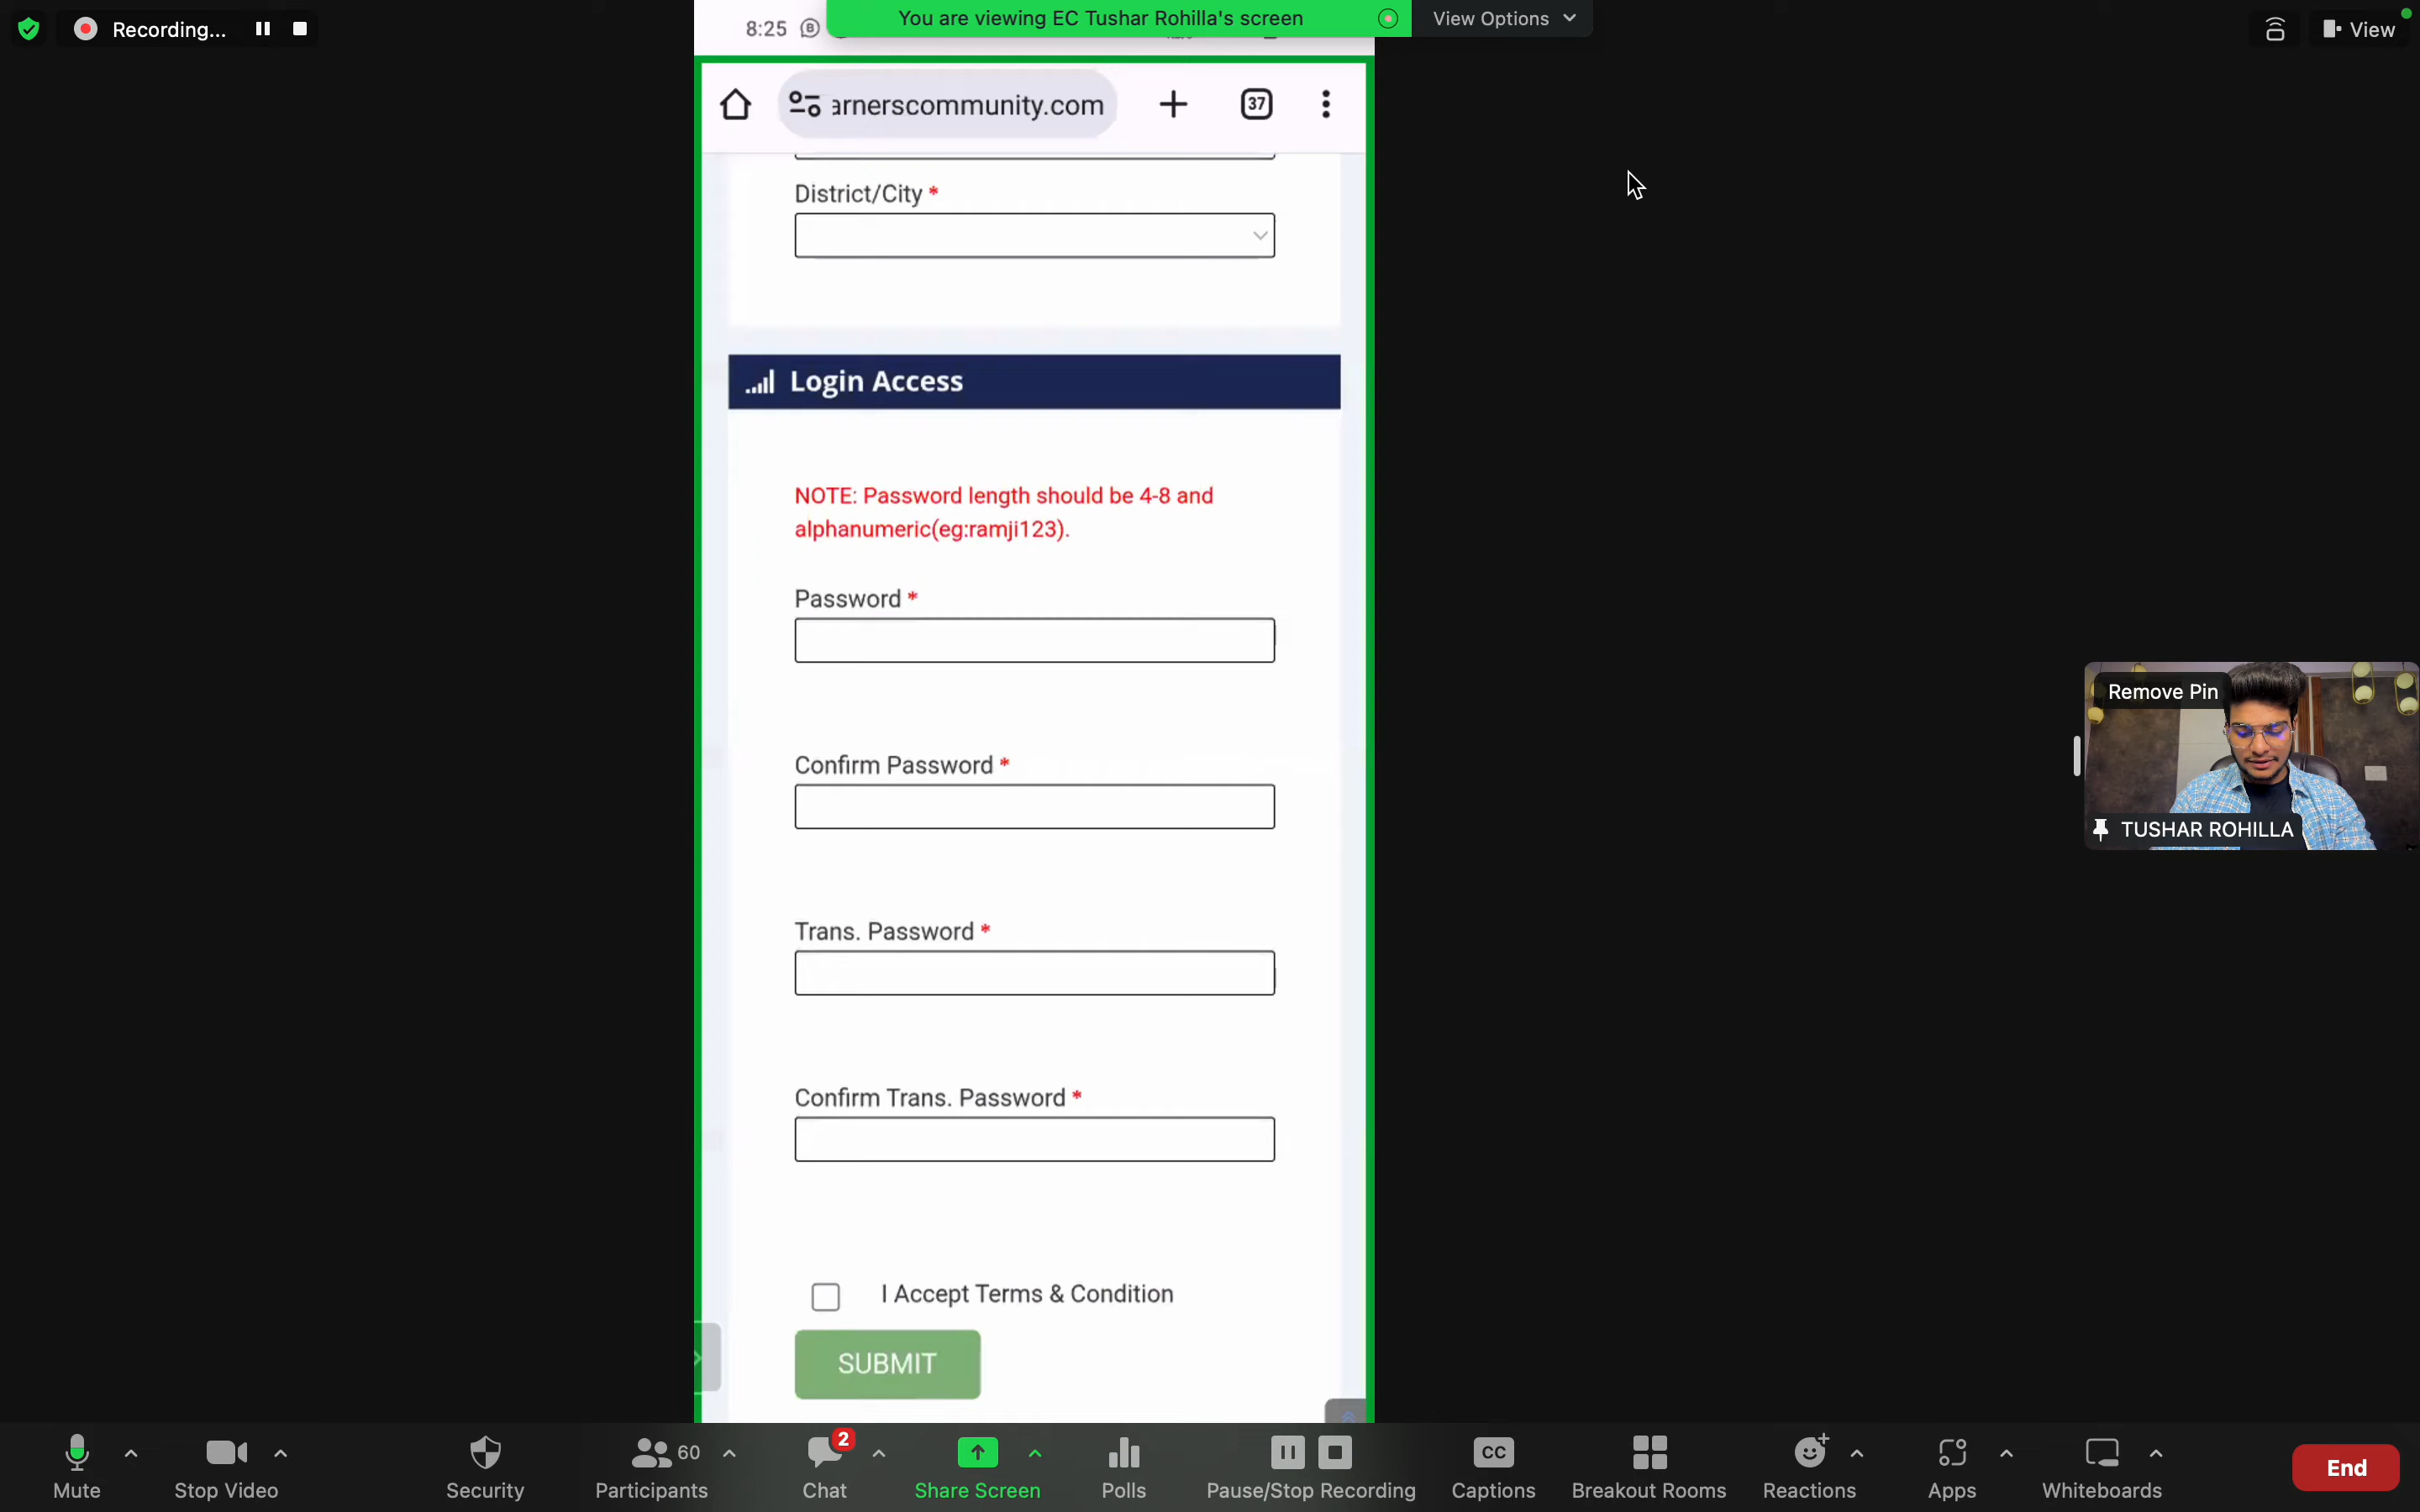 Recording...
8:25
You are viewing EC Tushar Rohilla's screen
View Options
View
arnerscommunity.com
37
District/City *
Login Access
NOTE: Password length should be 4-8 and
alphanumeric(eg:ramji123).
Password *
Confirm Password *
Trans. Password *
Confirm Trans. Password *
I Accept Terms & Condition
SUBMIT
Remove Pin
TUSHAR ROHILLA
Mute
Stop Video
Security
60
Participants
2
Chat
Share Screen
Polls
Pause/Stop Recording
CC
Captions
Breakout Rooms
Reactions
Apps
Whiteboards
End